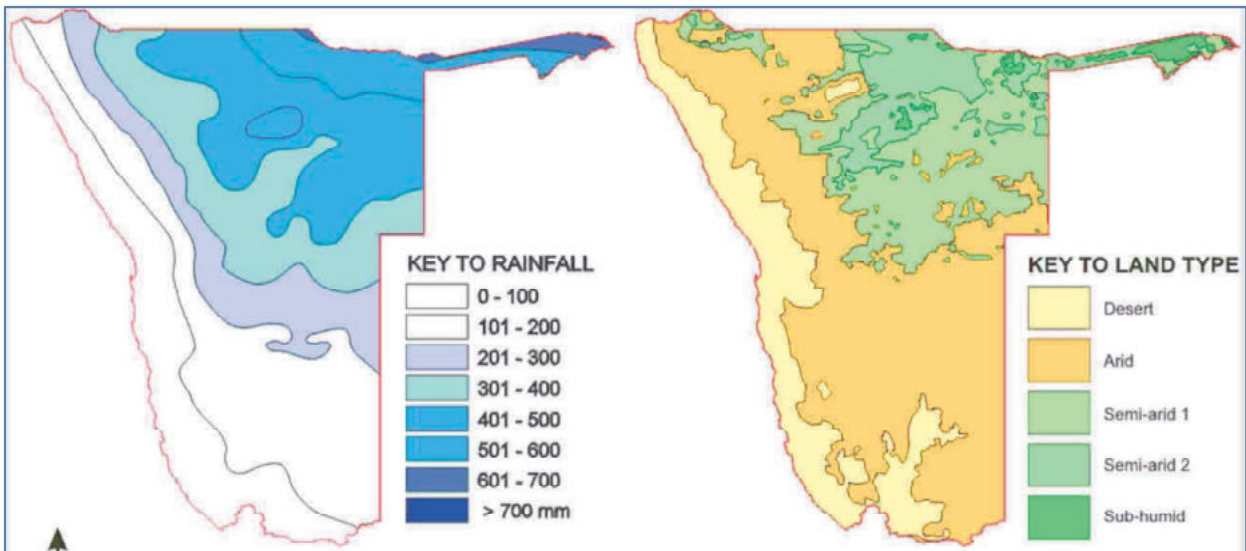 KEY TO RAINFALL
0 - 100
101 - 200
201 - 300
301 - 400
401 - 500
501 - 600
601 - 700
> 700 mm
KEY TO LAND TYPE
Desert
Arid
Semi-arid 1
Semi-arid 2
Sub-humid